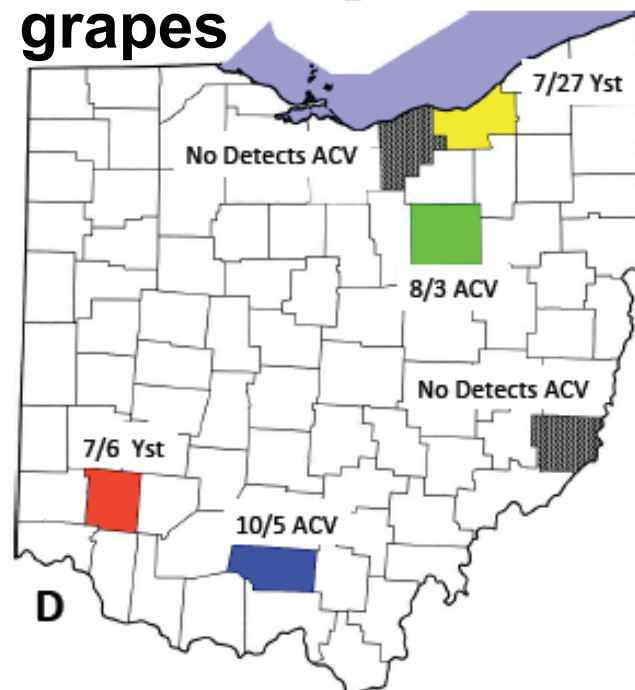 grapes
7/27 Yst
No Detects ACV
8/3 ACV
No Detects ACV
7/6 Yst
10/5 ACV
D